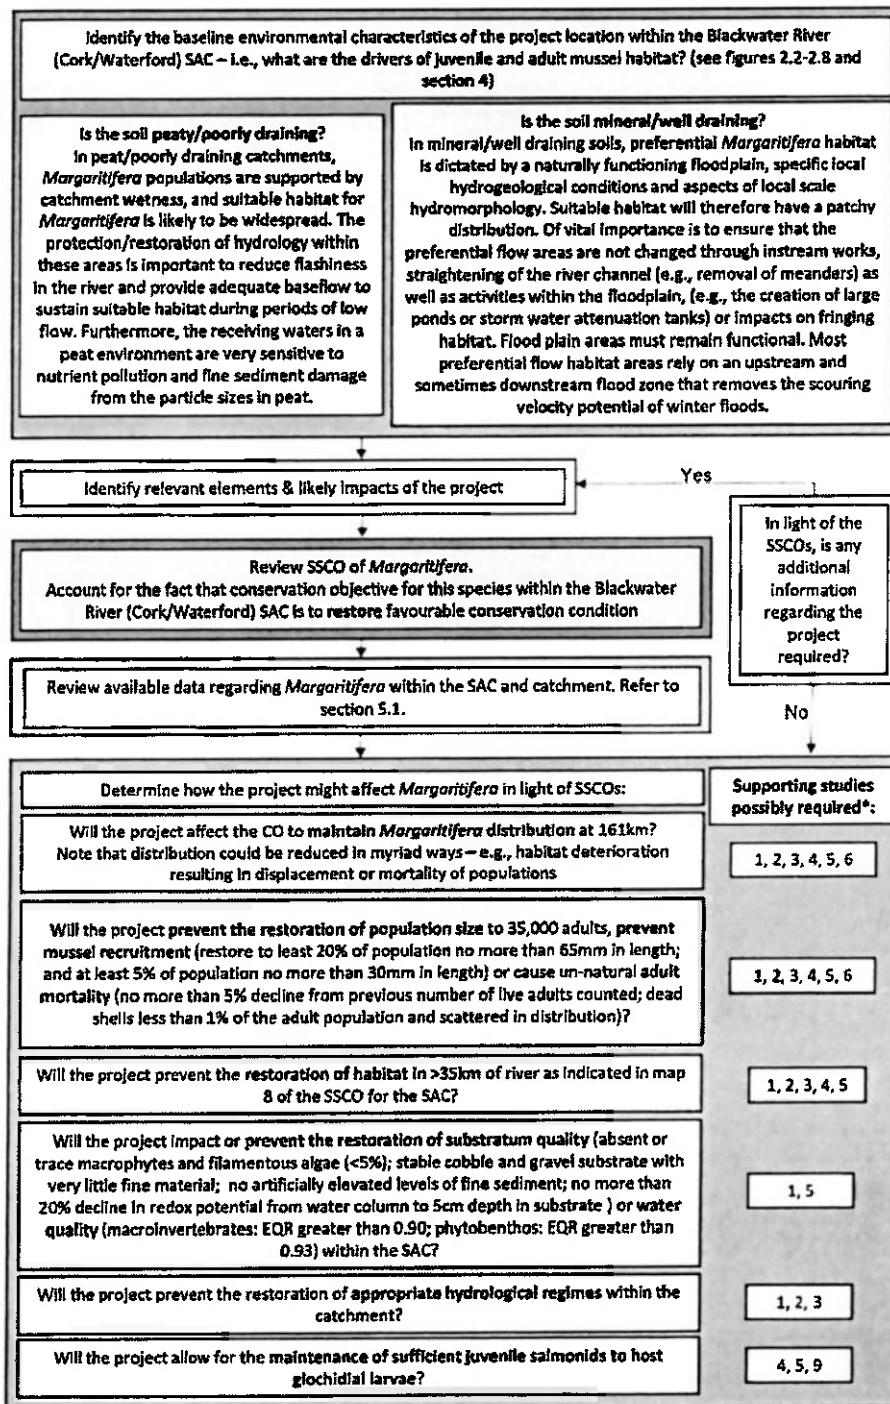 Identify the baseline environmental characteristics of the project location within the Blackwater River
(Cork/Waterford) SAC – i.e., what are the drivers of juvenile and adult mussel habitat? (see figures 2.2-2.8 and
section 4)
Is the soil peaty/poorly draining?
In peat/poorly draining catchments,
Margaritifera populations are supported by
catchment wetness, and suitable habitat for
Margaritifera is likely to be widespread. The
protection/restoration of hydrology within
these areas is important to reduce flashiness
in the river and provide adequate baseflow to
sustain suitable habitat during periods of low
flow. Furthermore, the receiving waters in a
peat environment are very sensitive to
nutrient pollution and fine sediment damage
from the particle sizes in peat.
Is the soil mineral/well draining?
In mineral/well draining soils, preferential Margaritifera habitat
is dictated by a naturally functioning floodplain, specific local
hydrogeological conditions and aspects of local scale
hydromorphology. Suitable habitat will therefore have a patchy
distribution. Of vital importance is to ensure that the
preferential flow areas are not changed through instream works,
straightening of the river channel (e.g., removal of meanders) as
well as activities within the floodplain, (e.g., the creation of large
ponds or storm water attenuation tanks) or impacts on fringing
habitat. Flood plain areas must remain functional. Most
preferential flow habitat areas rely on an upstream and
sometimes downstream flood zone that removes the scouring
velocity potential of winter floods.
Identify relevant elements & likely impacts of the project
Yes
In light of the
SSCOs, is any
additional
information
regarding the
project
required?
No
Review SSCO of Margaritifera.
Account for the fact that conservation objective for this species within the Blackwater
River (Cork/Waterford) SAC is to restore favourable conservation condition
Review available data regarding Margaritifera within the SAC and catchment. Refer to
section 5.1.
Determine how the project might affect Margaritifera in light of SSCOs:
Supporting studies
possibly required*:
Will the project affect the CO to maintain Margaritifera distribution at 161km?
Note that distribution could be reduced in myriad ways – e.g., habitat deterioration
resulting in displacement or mortality of populations
1, 2, 3, 4, 5, 6
Will the project prevent the restoration of population size to 35,000 adults, prevent
mussel recruitment (restore to least 20% of population no more than 65mm in length;
and at least 5% of population no more than 30mm in length) or cause un-natural adult
mortality (no more than 5% decline from previous number of live adults counted; dead
shells less than 1% of the adult population and scattered in distribution)?
1, 2, 3, 4, 5, 6
Will the project prevent the restoration of habitat in >35km of river as indicated in map
8 of the SSCO for the SAC?
1, 2, 3, 4, 5
Will the project impact or prevent the restoration of substratum quality (absent or
trace macrophytes and filamentous algae (<5%); stable cobble and gravel substrate with
very little fine material; no artificially elevated levels of fine sediment; no more than
20% decline in redox potential from water column to 5cm depth in substrate ) or water
quality (macroinvertebrates: EQR greater than 0.90; phytobenthos: EQR greater than
0.93) within the SAC?
1, 5
Will the project prevent the restoration of appropriate hydrological regimes within the
catchment?
1, 2, 3
Will the project allow for the maintenance of sufficient juvenile salmonids to host
glochidial larvae?
4, 5, 9